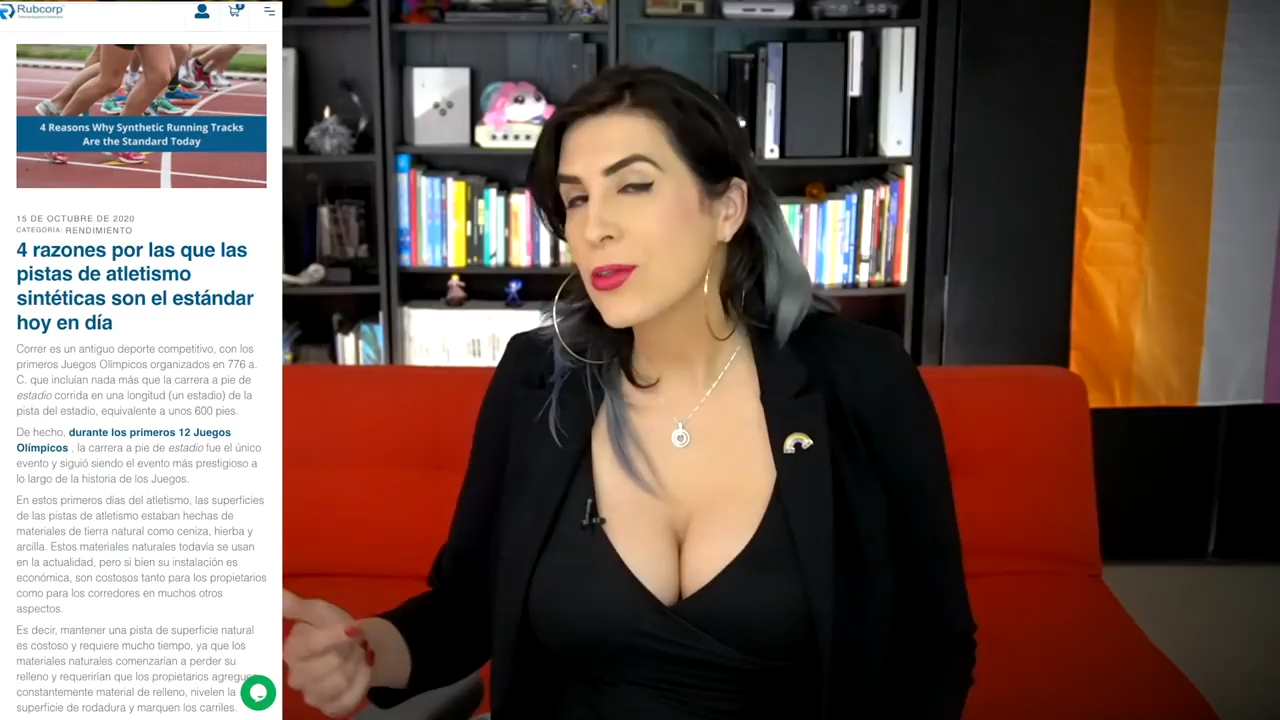 Rubcorp
4 Reasons Why Synthetic Running Tracks
Are the Standard Today
15 DE OCTUBRE DE 2020
CATEGORÍA: RENDIMIENTO
4 razones por las que las
pistas de atletismo
sintéticas son el estándar
hoy en día
Correr es un antiguo deporte competitivo, con los
primeros Juegos Olímpicos organizados en 776 a.
C. que incluían nada más que la carrera a pie de
estadio corrida en una longitud (un estadio) de la
pista del estadio, equivalente a unos 600 pies.
De hecho, durante los primeros 12 Juegos
Olímpicos , la carrera a pie de estadio fue el único
evento y siguió siendo el evento más prestigioso a
lo largo de la historia de los Juegos.
En estos primeros días del atletismo, las superficies
de las pistas de atletismo estaban hechas de
materiales de tierra natural como ceniza, hierba y
arcilla. Estos materiales naturales todavía se usan
en la actualidad, pero si bien su instalación es
económica, son costosos tanto para los propietarios
como para los corredores en muchos otros
aspectos.
Es decir, mantener una pista de superficie natural
es costoso y requiere mucho tiempo, ya que los
materiales naturales comenzarían a perder su
relleno y requerirían que los propietarios agregue
constantemente material de relleno, nivelen la
superficie de rodadura y marquen los carriles.